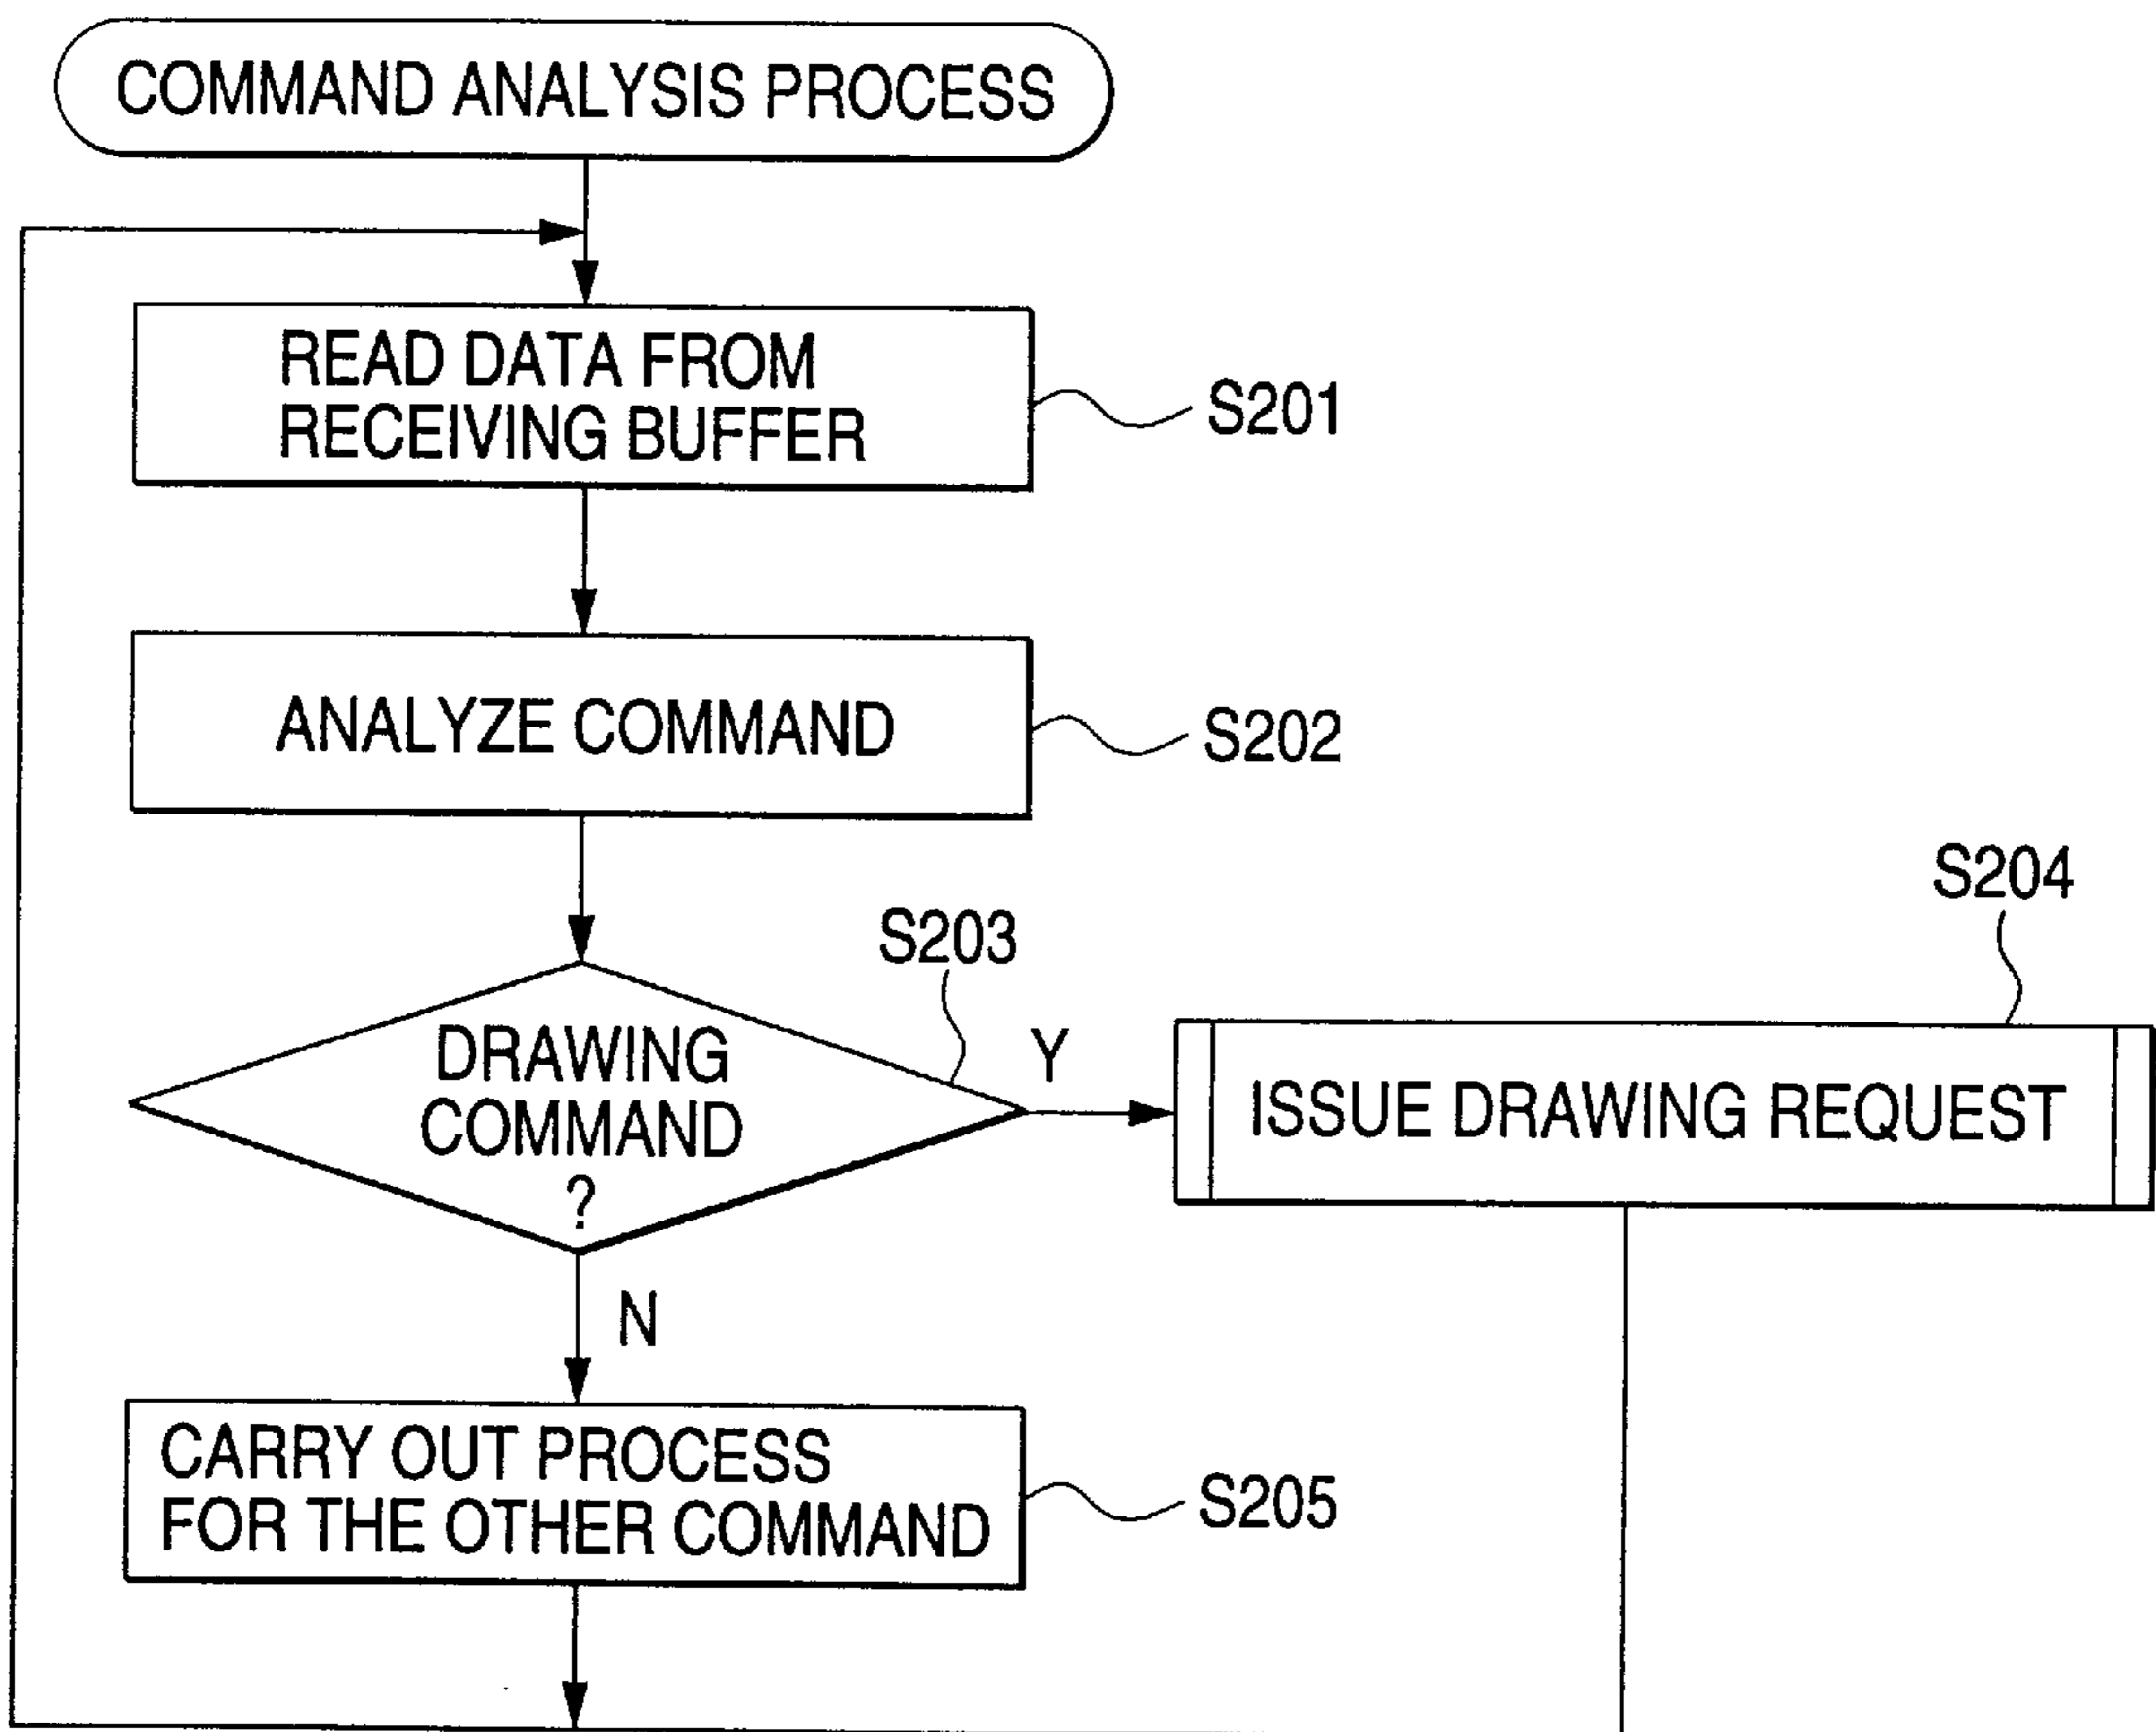 COMMAND ANALYSIS PROCESS
READ DATA FROM
RECEIVING BUFFER
S201
ANALYZE COMMAND
S202
S203
S204
DRAWING
COMMAND
?
Y
ISSUE DRAWING REQUEST
N
CARRY OUT PROCESS
FOR THE OTHER COMMAND
S205